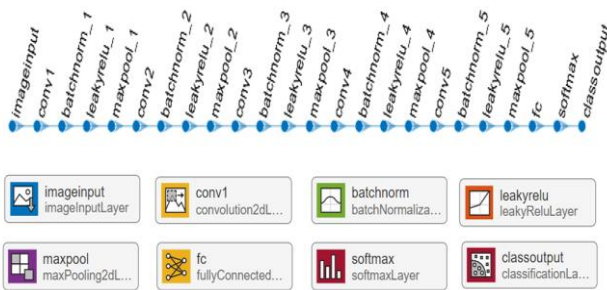 imageinput
conv1
batchnorm_1
leakyrelu_1
maxpool_1
conv2
batchnorm_2
leakyrelu_2
maxpool_2
conv3
batchnorm_3
leakyrelu_3
maxpool_3
conv4
batchnorm_4
leakyrelu_4
maxpool_4
conv5
batchnorm_5
leakyrelu_5
maxpool_5
fc
softmax
classoutput
imageinput
imageInputLayer
conv1
convolution2dL...
batchnorm
batchNormaliza...
leakyrelu
leakyReluLayer
maxpool
maxPooling2dL...
fc
fullyConnected...
softmax
softmaxLayer
classoutput
classificationLa...